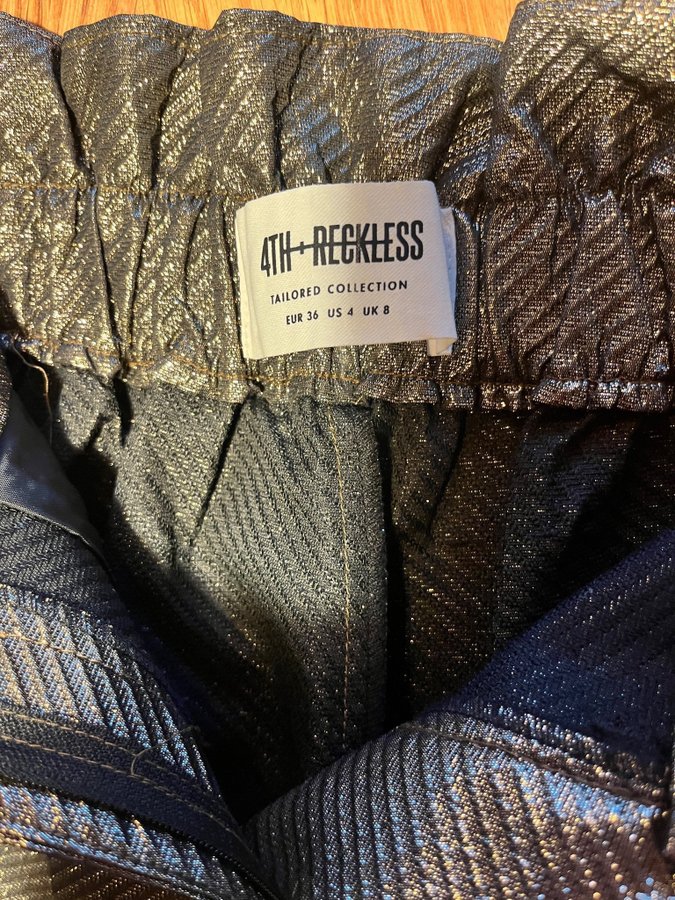 4TH+RECKLESS
TAILORED COLLECTION
EUR 36 US 4 UK 8